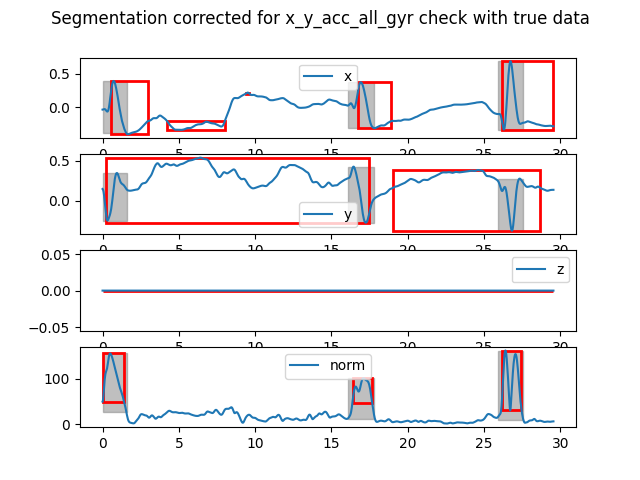 Segmentation corrected for x_y_acc_all_gyr check with true data
0.5
0.0
x
0 5 10 15 20 25 30
0.5
0.0
y
0 5 10 15 20 25 30
0.05
0.00
−0.05
z
0 5 10 15 20 25 30
100
0
norm
0 5 10 15 20 25 30